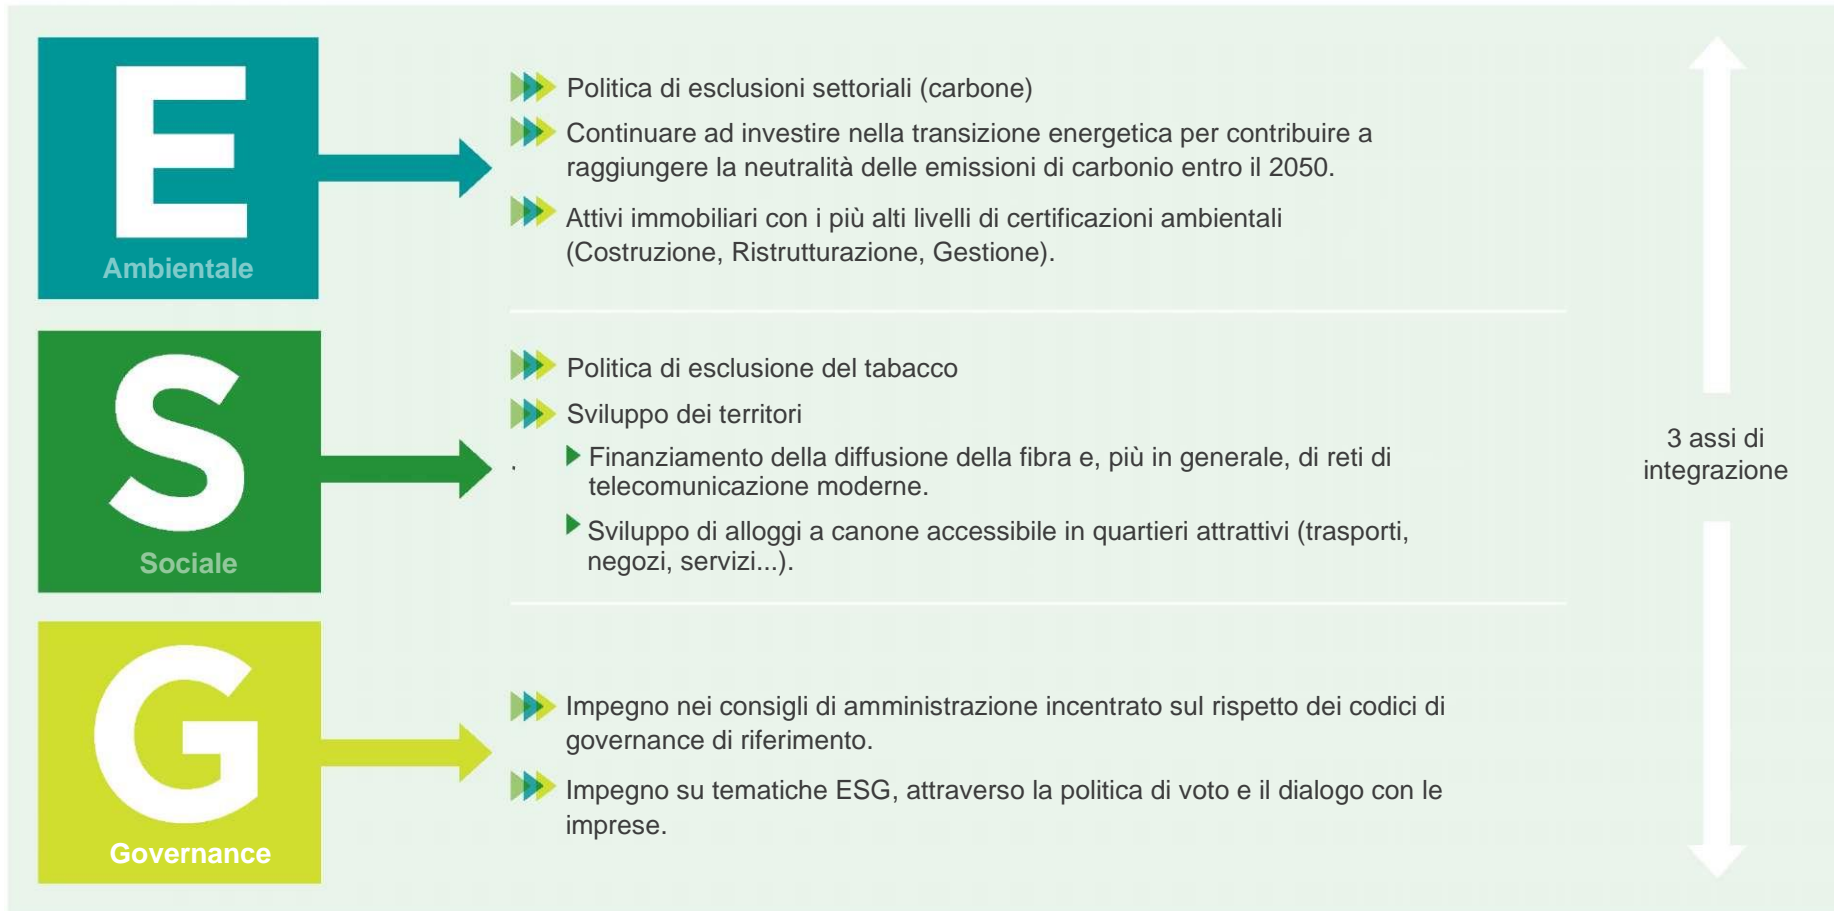 E
Ambientale
Politica di esclusioni settoriali (carbone)
Continuare ad investire nella transizione energetica per contribuire a
raggiungere la neutralità delle emissioni di carbonio entro il 2050.
Attivi immobiliari con i più alti livelli di certificazioni ambientali
(Costruzione, Ristrutturazione, Gestione).
S
Sociale
Politica di esclusione del tabacco
Sviluppo dei territori
Finanziamento della diffusione della fibra e, più in generale, di reti di
telecomunicazione moderne.
Sviluppo di alloggi a canone accessibile in quartieri attrattivi (trasporti,
negozi, servizi...).
G
Governance
Impegno nei consigli di amministrazione incentrato sul rispetto dei codici di
governance di riferimento.
Impegno su tematiche ESG, attraverso la politica di voto e il dialogo con le
imprese.
3 assi di
integrazione